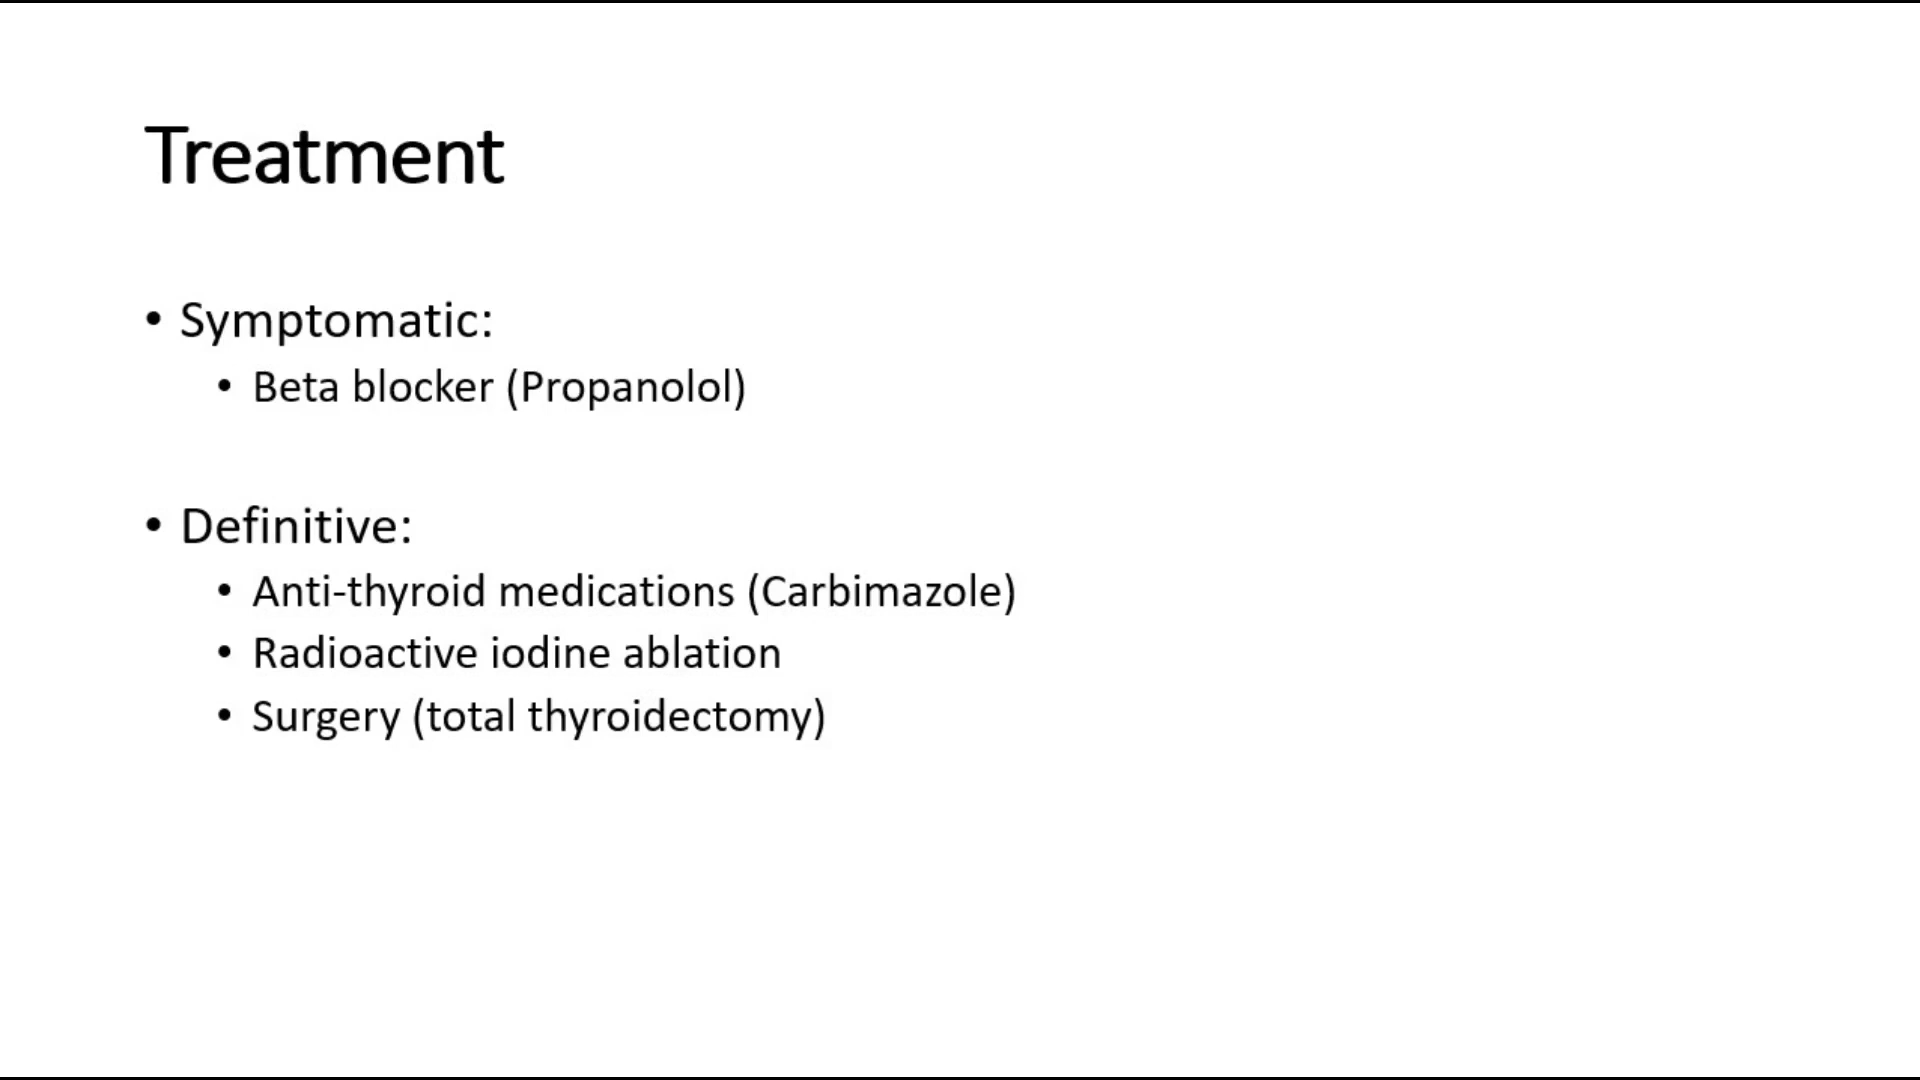 Treatment
• Symptomatic:
• Beta blocker (Propanolol)
• Definitive:
• Anti-thyroid medications (Carbimazole)
• Radioactive iodine ablation
• Surgery (total thyroidectomy)